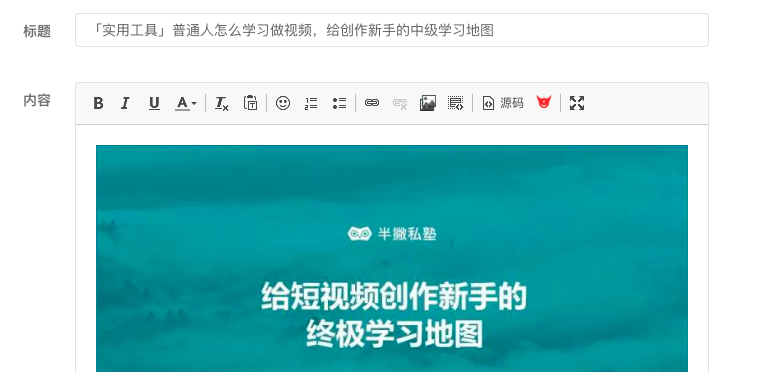 标题
「实用工具」普通人怎么学习做视频，给创作新手的中级学习地图
内容
B I U A Tx 源码
半撇私塾
给短视频创作新手的
终极学习地图